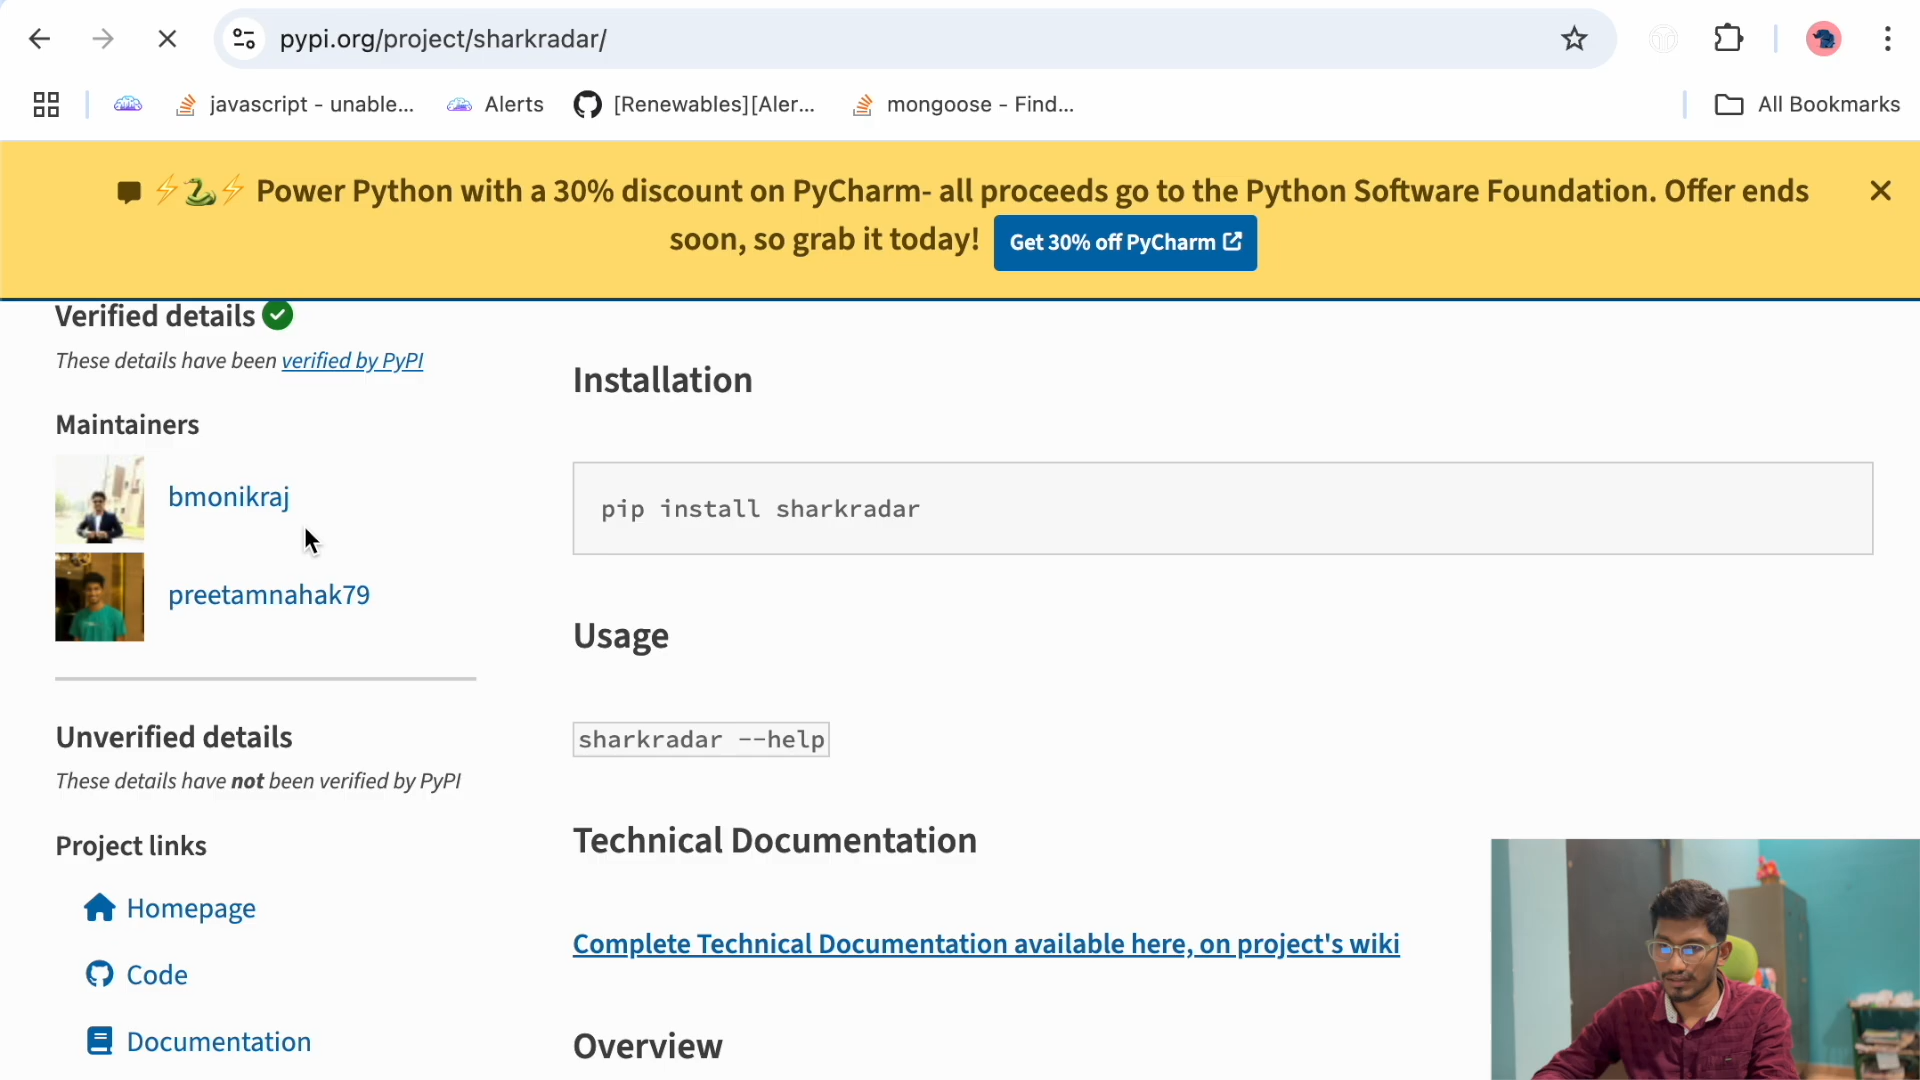 pypi.org/project/sharkradar/
javascript - unable...
Alerts
[Renewables][Aler...
mongoose - Find...
All Bookmarks
Power Python with a 30% discount on PyCharm- all proceeds go to the Python Software Foundation. Offer ends
soon, so grab it today! Get 30% off PyCharm
Verified details
These details have been verified by PyPI
Maintainers
bmonikraj
preetamnahak79
Unverified details
These details have not been verified by PyPI
Project links
Homepage
Code
Documentation
Installation
pip install sharkradar
Usage
sharkradar --help
Technical Documentation
Complete Technical Documentation available here, on project's wiki
Overview